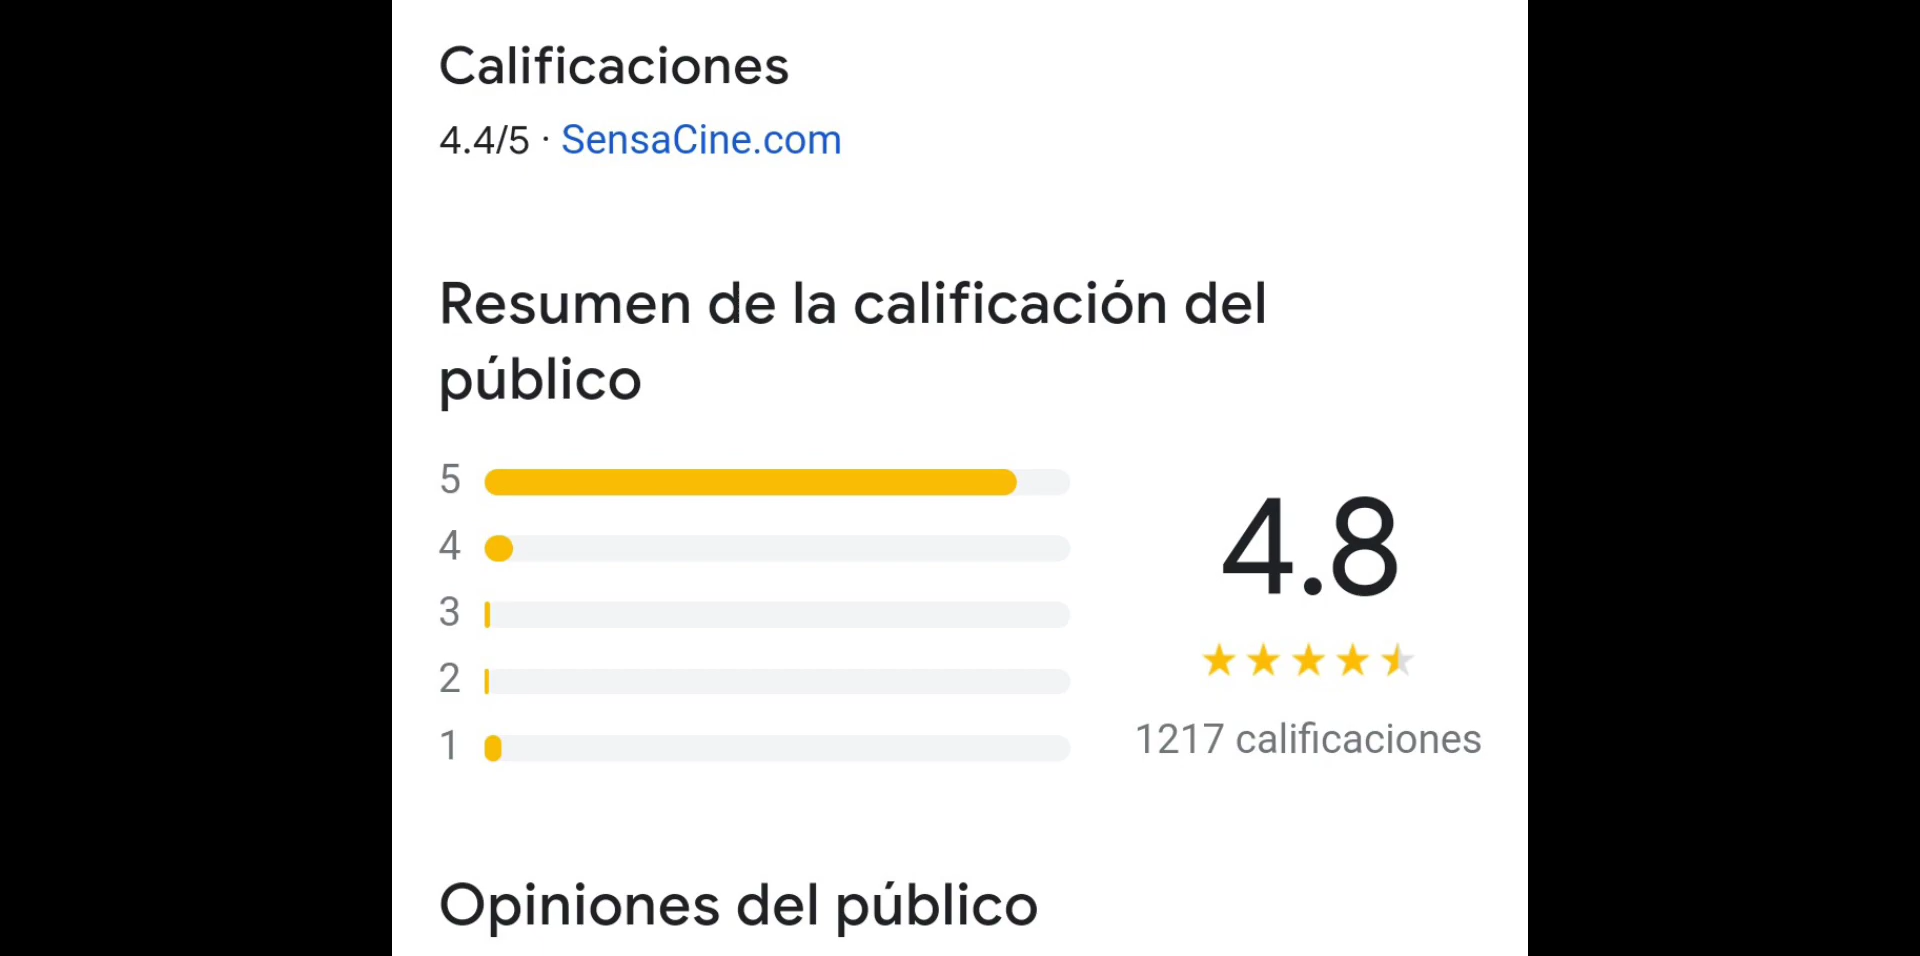 Calificaciones
4.4/5 · SensaCine.com
Resumen de la calificación del
público
5
4
3
2
1
4.8
1217 calificaciones
Opiniones del público